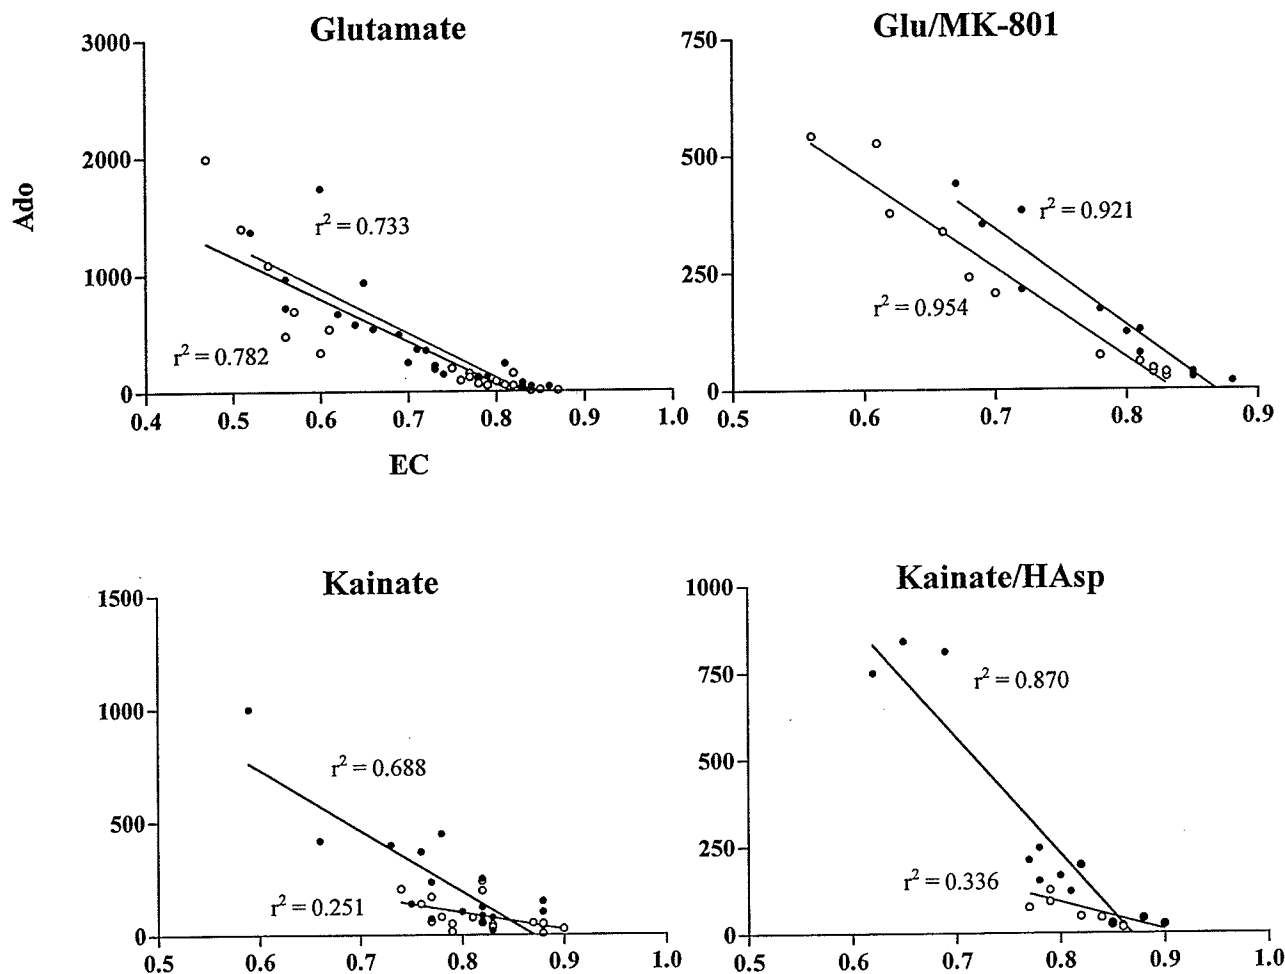 Glutamate
3000
2000
1000
0
Ado
r² = 0.733
r² = 0.782
0.4 0.5 0.6 0.7 0.8 0.9 1.0
EC
Glu/MK-801
750
500
250
0
r² = 0.921
r² = 0.954
0.5 0.6 0.7 0.8 0.9
Kainate
1500
1000
500
0
r² = 0.688
r² = 0.251
0.5 0.6 0.7 0.8 0.9 1.0
Kainate/HAsp
1000
750
500
250
0
r² = 0.870
r² = 0.336
0.5 0.6 0.7 0.8 0.9 1.0